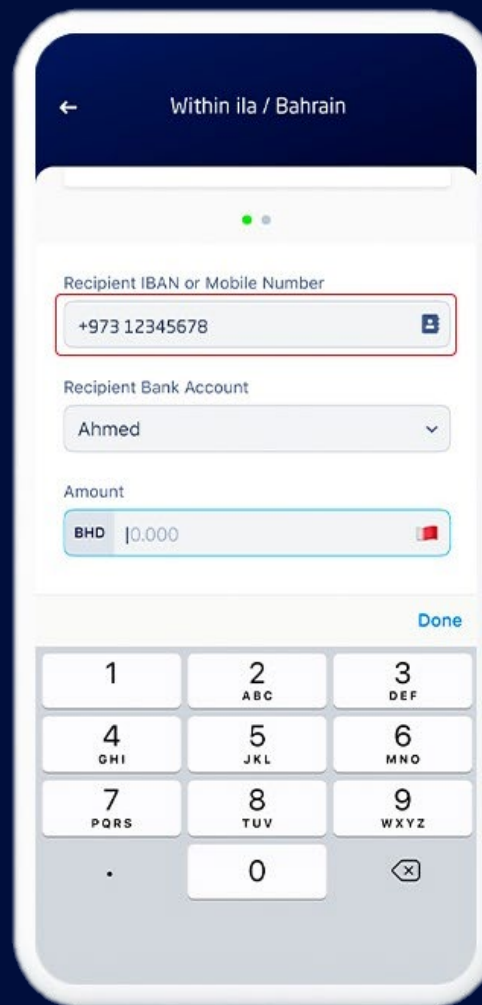 Within ila / Bahrain
Recipient IBAN or Mobile Number
+973 12345678
Recipient Bank Account
Ahmed
Amount
BHD 0.000
Done
1 2 3
ABC DEF
4 5 6
GHI JKL MNO
7 8 9
PQRS TUV WXYZ
. 0